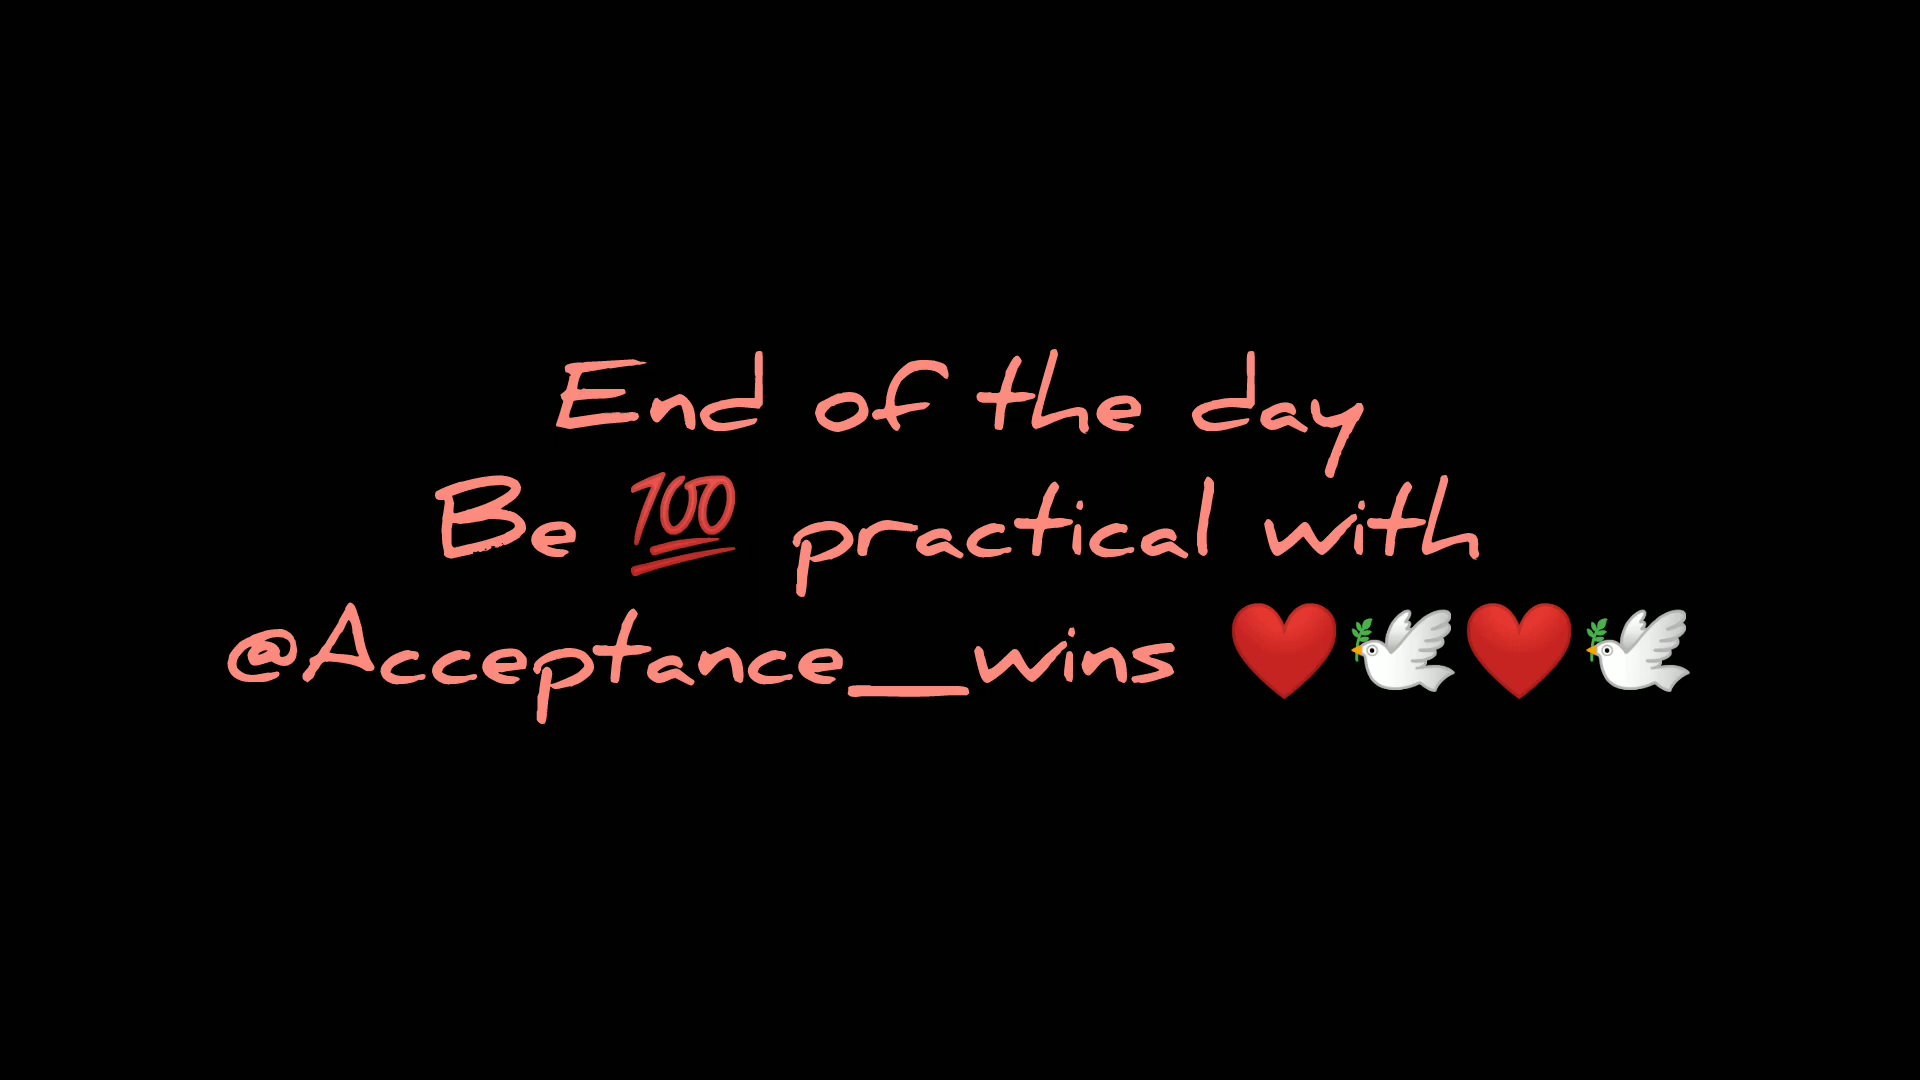 End of the day
Be 💯 practical with
@Acceptance__wins ❤️🕊️❤️🕊️